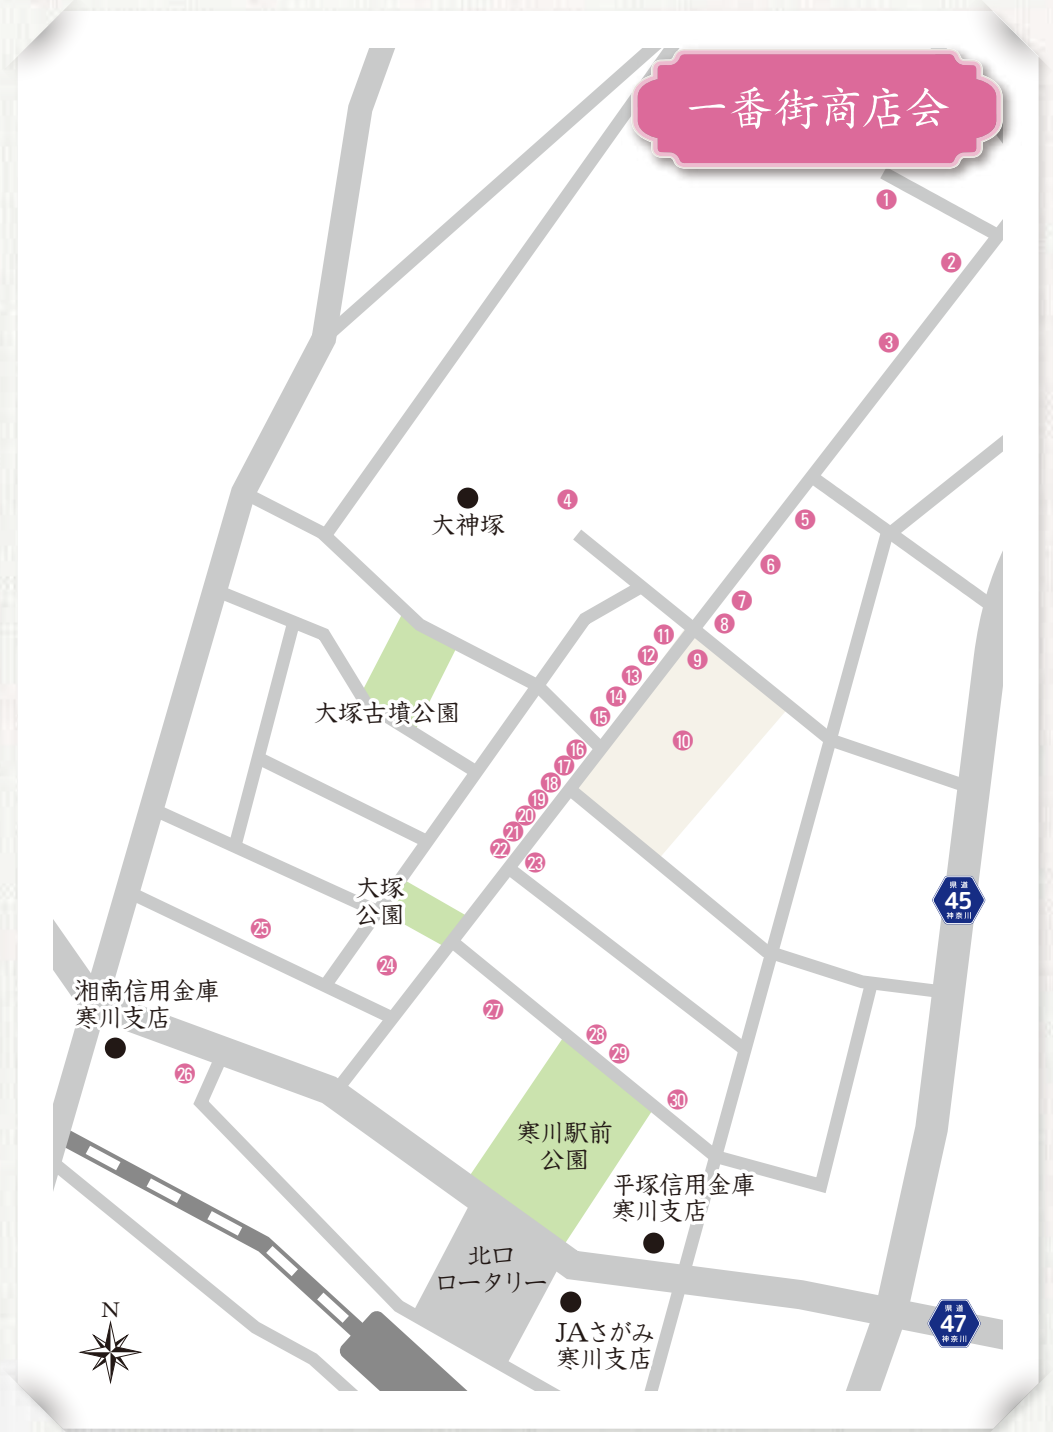 一番街商店会
1
2
3
4
大神塚
5
6
7
8
11
9
12
13
14
大塚古墳公園
15
10
16
17
18
19
20
21
22
23
大塚
公園
県道
45
神奈川
25
24
湘南信用金庫
寒川支店
27
28
29
26
30
寒川駅前
公園
平塚信用金庫
寒川支店
北口
ロータリー
N
JAさがみ
寒川支店
県道
47
神奈川